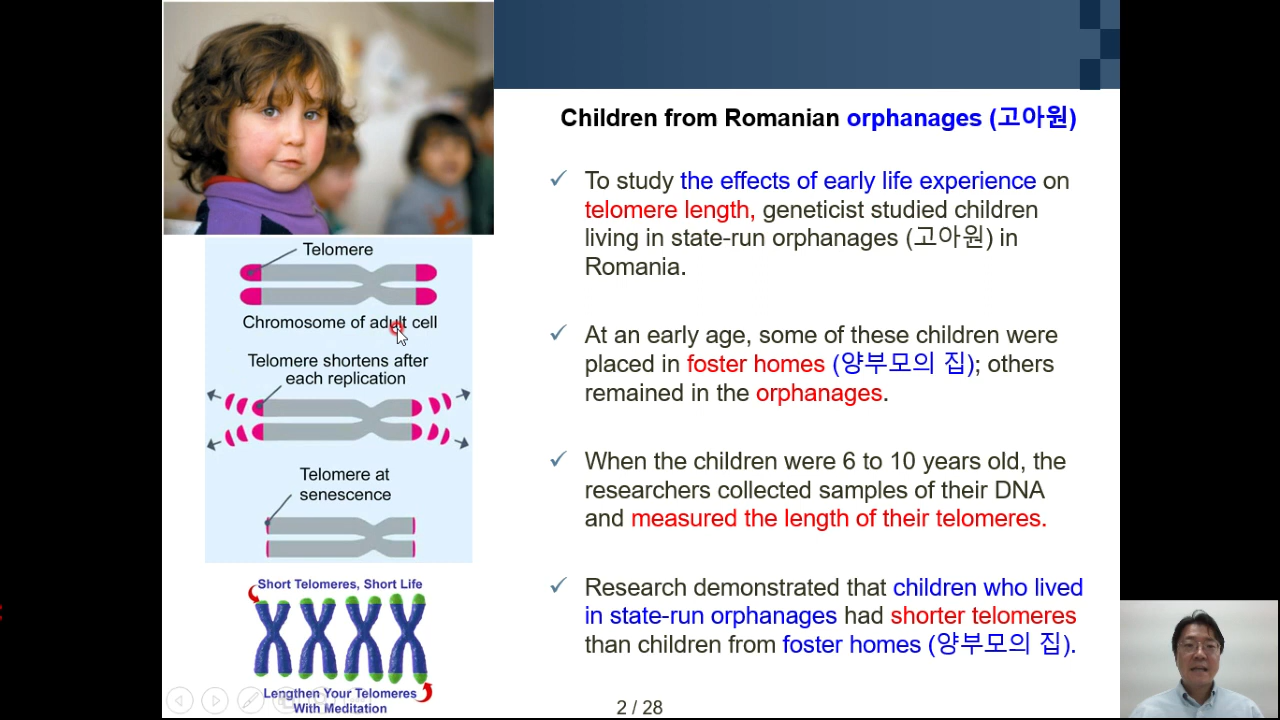 Children from Romanian orphanages (고아원)
To study the effects of early life experience on
telomere length, geneticist studied children
living in state-run orphanages (고아원) in
Romania.
At an early age, some of these children were
placed in foster homes (양부모의 집); others
remained in the orphanages.
When the children were 6 to 10 years old, the
researchers collected samples of their DNA
and measured the length of their telomeres.
Research demonstrated that children who lived
in state-run orphanages had shorter telomeres
than children from foster homes (양부모의 집).
Telomere
Chromosome of adult cell
Telomere shortens after
each replication
Telomere at
senescence
Short Telomeres, Short Life
Lengthen Your Telomeres
With Meditation
2 / 28